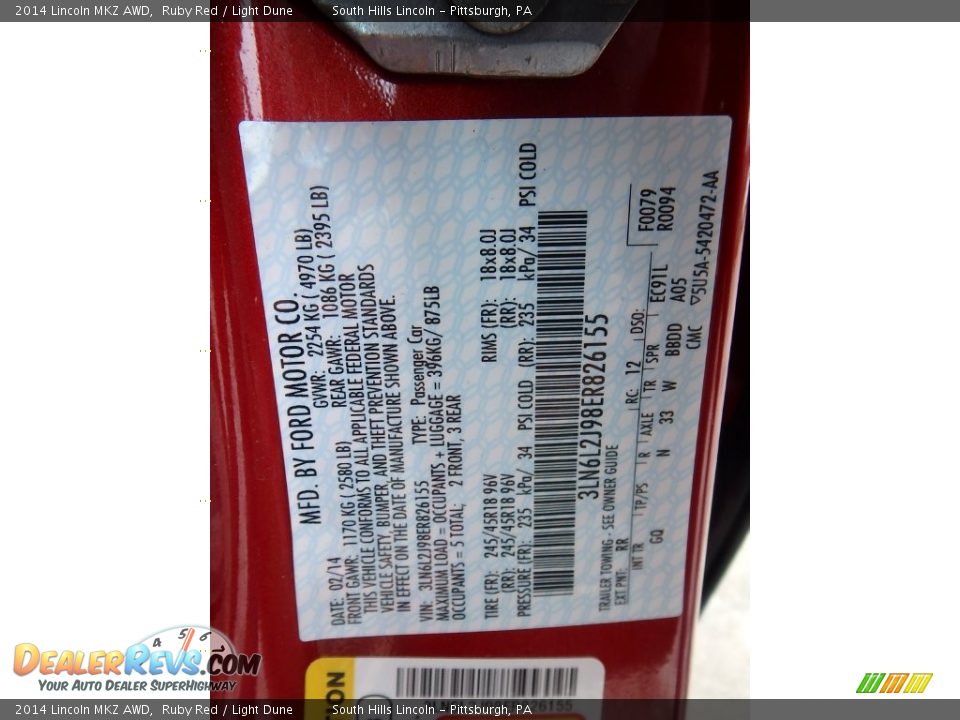 2014 Lincoln MKZ AWD, Ruby Red / Light Dune South Hills Lincoln - Pittsburgh, PA
MFD. BY FORD MOTOR CO.
DATE: 02/14 GVWR: 2254 KG ( 4970 LB)
FRONT GAWR: 1170 KG ( 2580 LB) REAR GAWR: 1086 KG ( 2395 LB)
THIS VEHICLE CONFORMS TO ALL APPLICABLE FEDERAL MOTOR
VEHICLE SAFETY, BUMPER, AND THEFT PREVENTION STANDARDS
IN EFFECT ON THE DATE OF MANUFACTURE SHOWN ABOVE.
VIN: 3LN6L2J98ER826155 TYPE: Passenger Car
MAXIMUM LOAD = OCCUPANTS + LUGGAGE = 396KG/ 875LB
OCCUPANTS = 5 TOTAL; 2 FRONT, 3 REAR
TIRE (FR): 245/45R18 96V RIMS (FR): 18x8.0J
(RR): 245/45R18 96V (RR): 18x8.0J
PRESSURE (FR): 235 kPa/ 34 PSI COLD (RR): 235 kPa/ 34 PSI COLD
3LN6L2J98ER826155
TRAILER TOWING - SEE OWNER GUIDE F0079
EXT PNT: RR RC: 12 DSO: R0094
INT TR TP/PS R AXLE TR SPR EC91L
GQ N 33 W BBDD A05
CMC ▽5U5A-5420472-AA
DEALERREVS.COM
YOUR AUTO DEALER SUPERHIGHWAY
4 5 6
2014 Lincoln MKZ AWD, Ruby Red / Light Dune South Hills Lincoln - Pittsburgh, PA